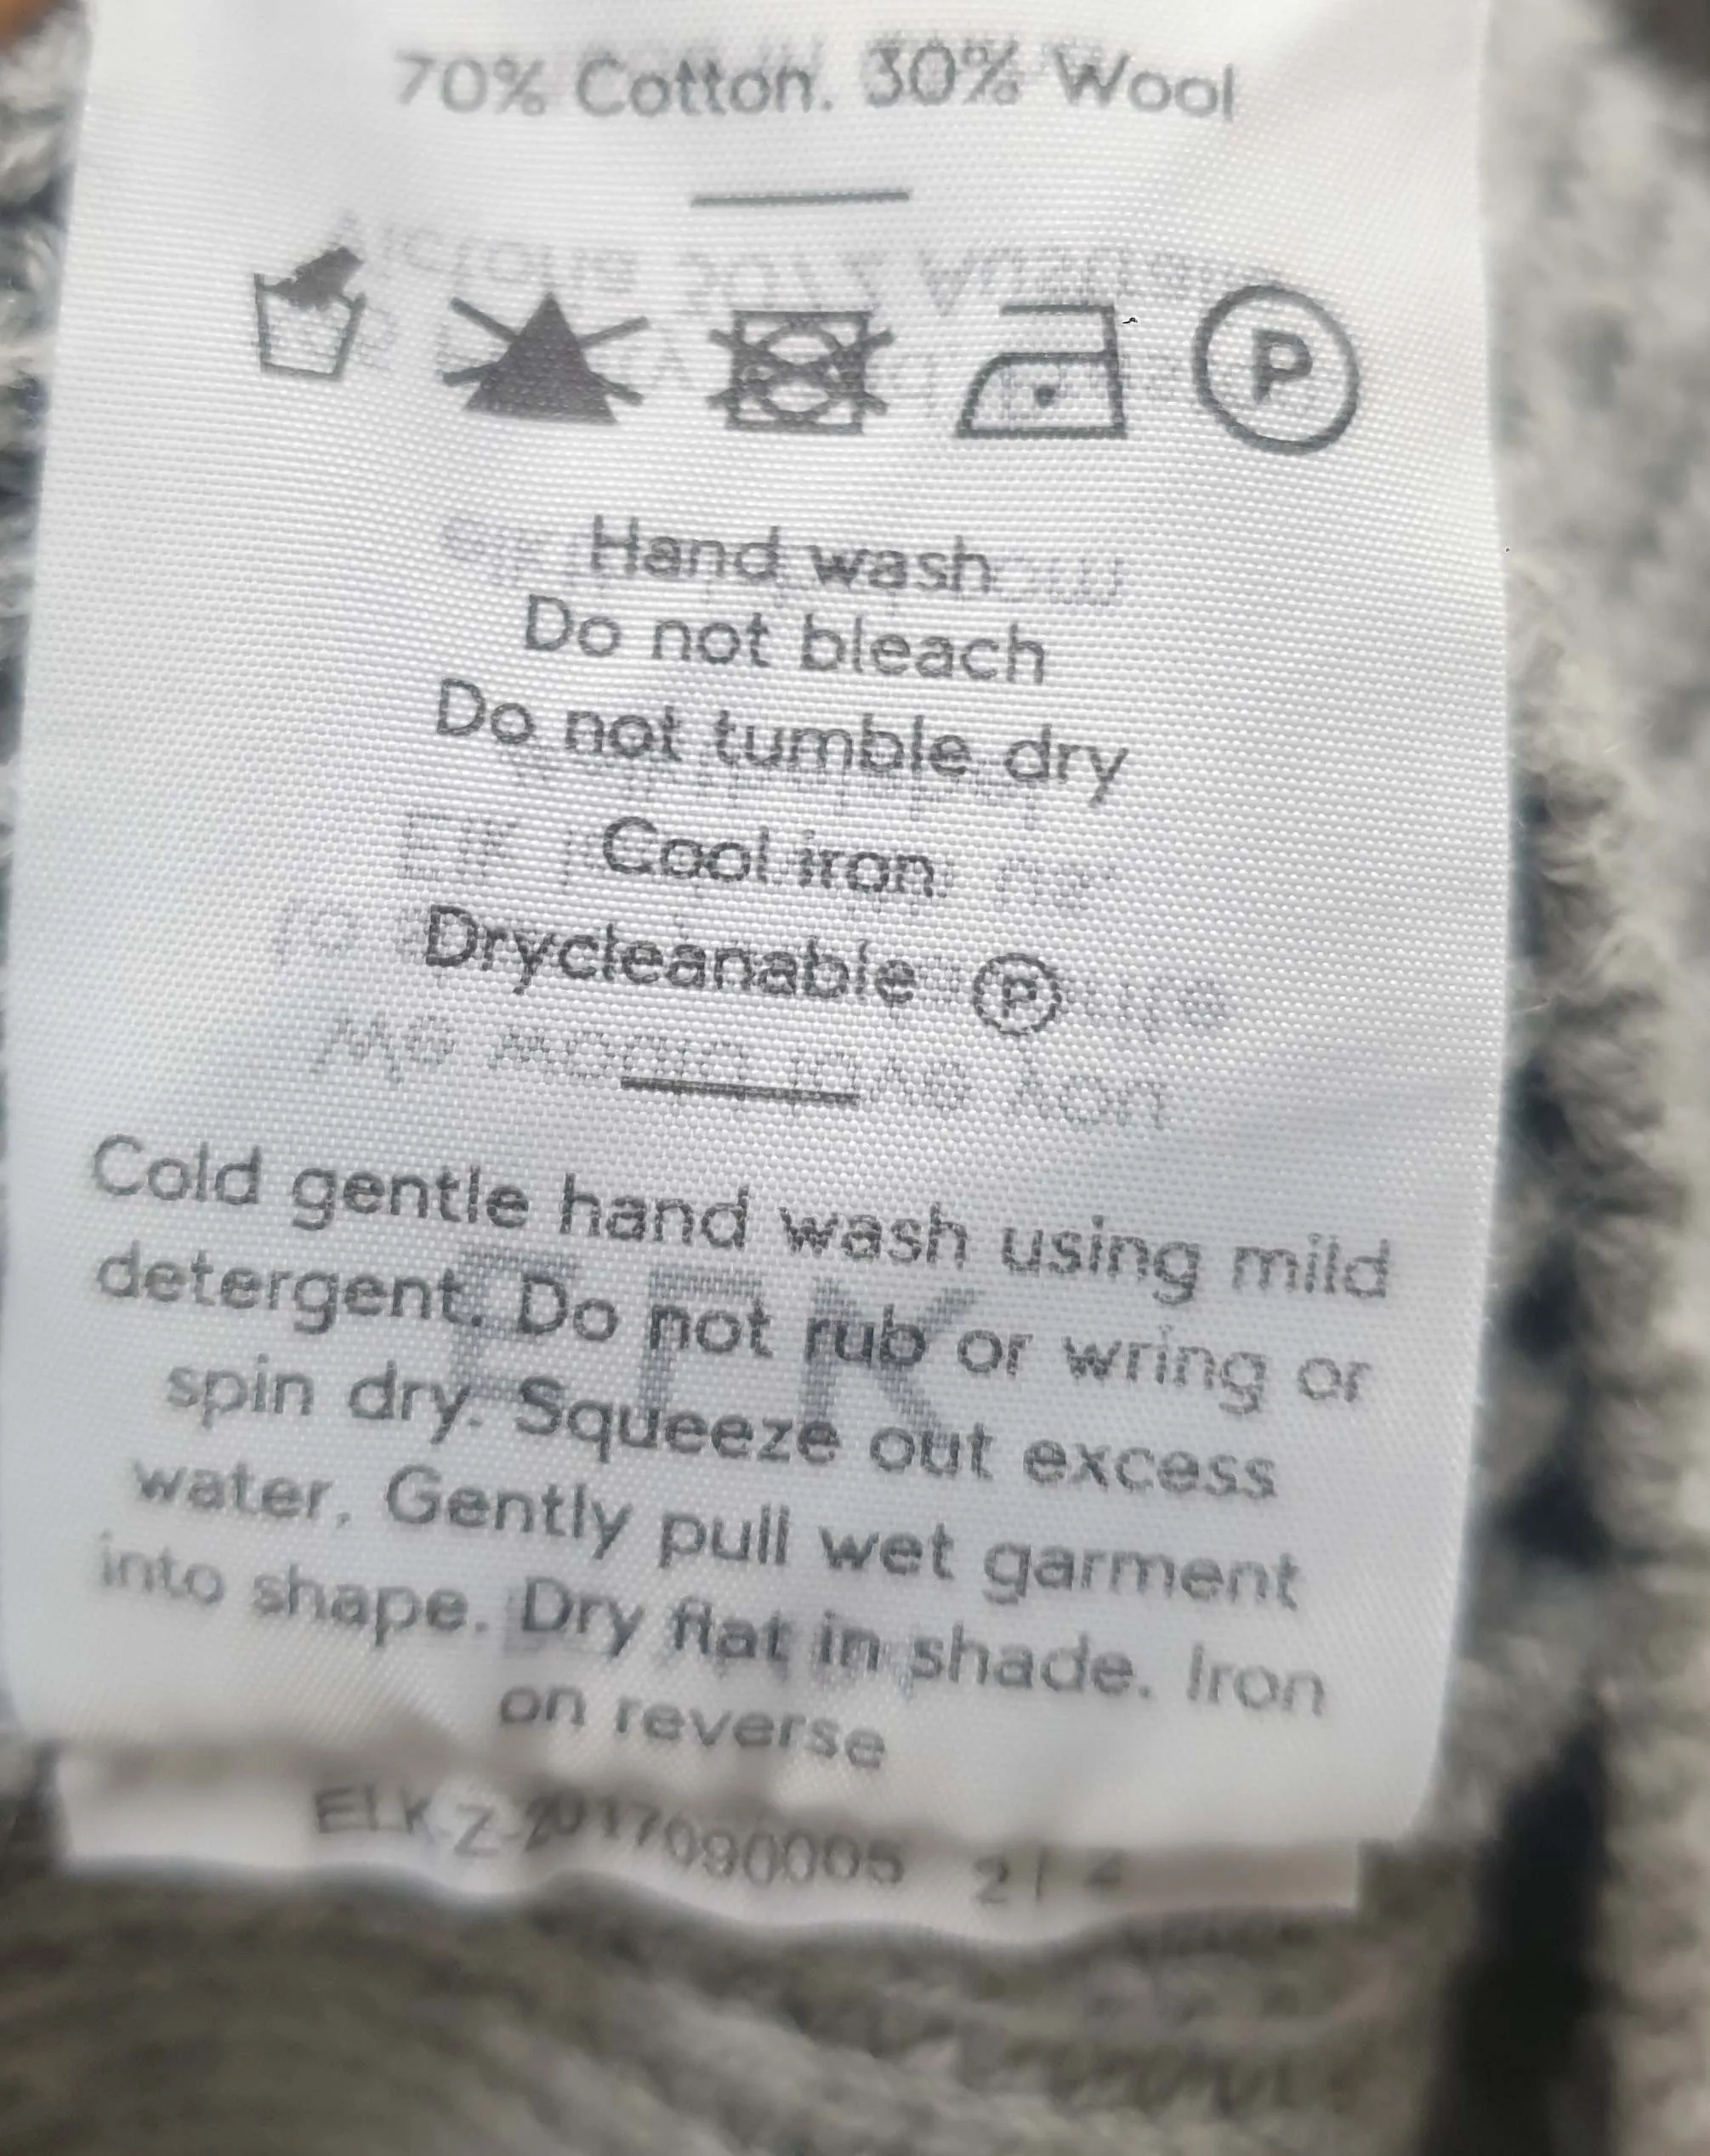 70% Cotton. 30% Wool
P
Hand wash
Do not bleach
Do not tumble dry
Cool iron
Drycleanable P
Cold gentle hand wash using mild
detergent. Do not rub or wring or
spin dry. Squeeze out excess
water. Gently pull wet garment
into shape. Dry flat in shade. Iron
on reverse
ELK Z 2017090005